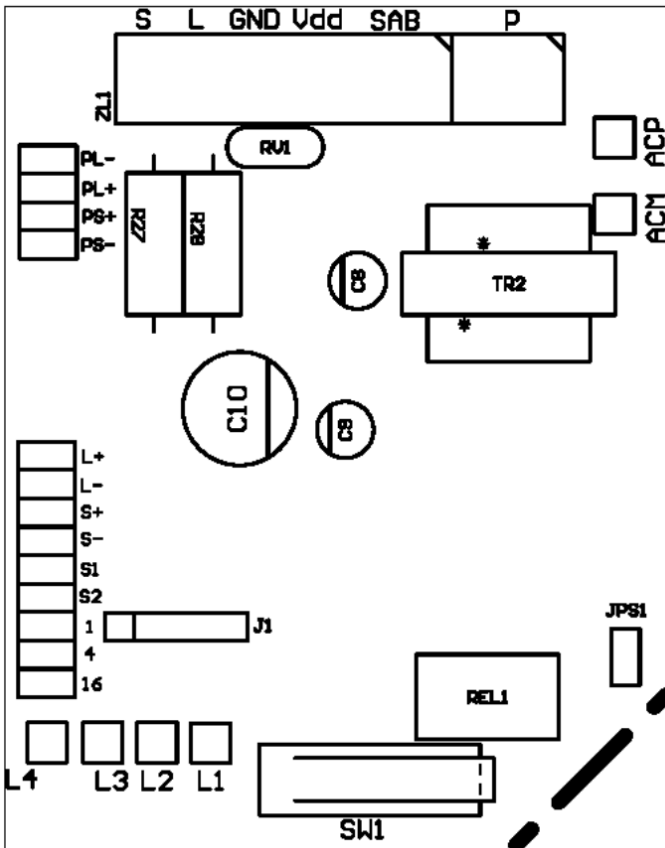 S L GND Vdd SAB P
ZL1
RV1
ACP
ACM
PL-
PL+
PS+
PS-
R27
R28
C8
*
TR2
*
C10
C9
L+
L-
S+
S-
S1
S2
1
J1
4
16
JPS1
REL1
L4 L3 L2 L1
SW1